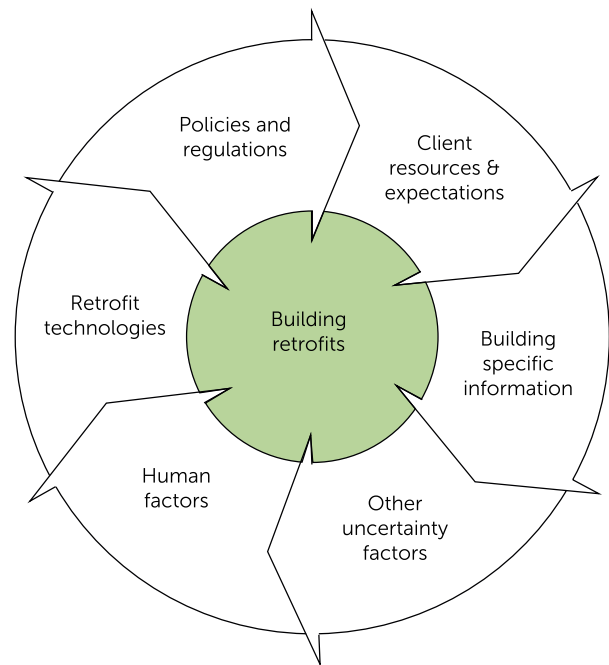 Policies and
regulations
Client
resources &
expectations
Retrofit
technologies
Building
retrofits
Building
specific
information
Human
factors
Other
uncertainty
factors